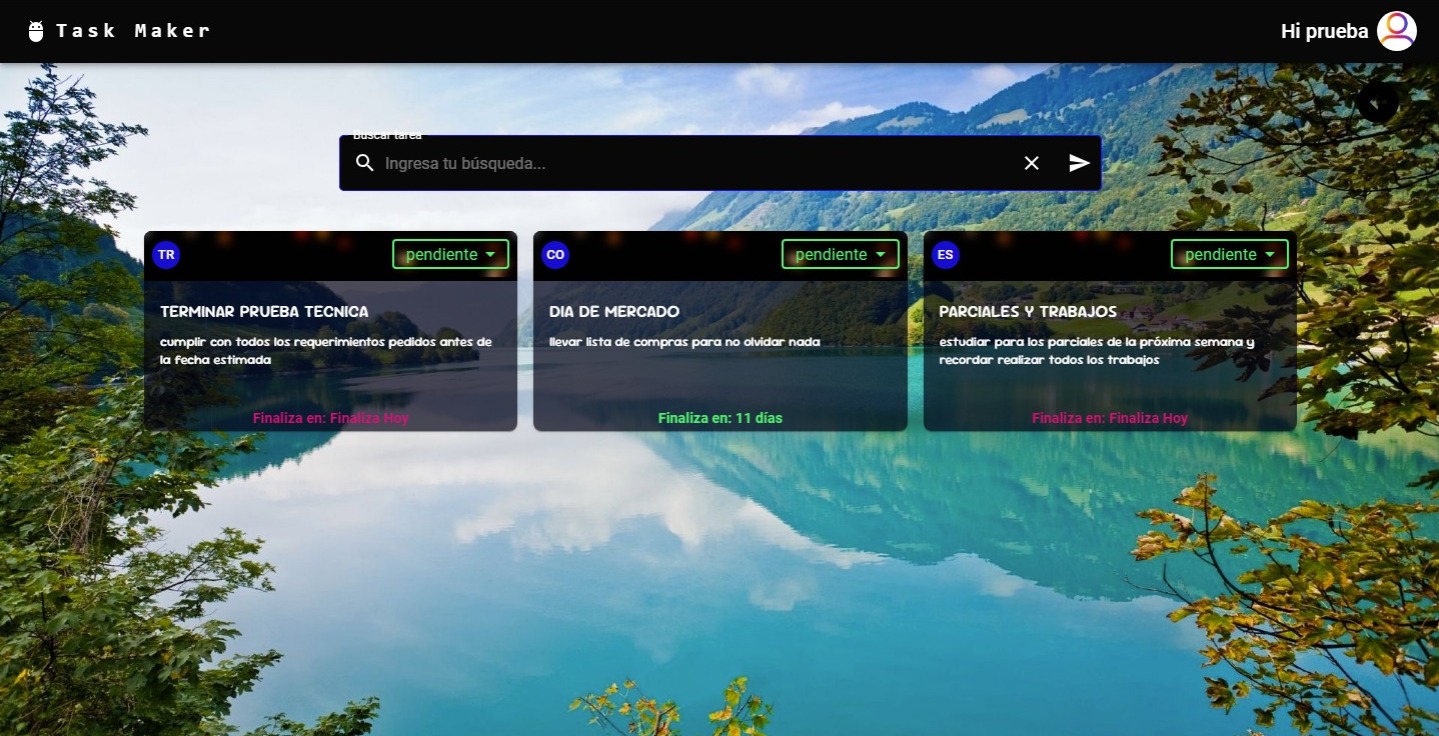 Task Maker
Hi prueba
Buscar tarea
Ingresa tu búsqueda...
TR
pendiente
TERMINAR PRUEBA TECNICA
cumplir con todos los requerimientos pedidos antes de
la fecha estimada
Finaliza en: Finaliza Hoy
CO
pendiente
DIA DE MERCADO
llevar lista de compras para no olvidar nada
Finaliza en: 11 días
ES
pendiente
PARCIALES Y TRABAJOS
estudiar para los parciales de la próxima semana y
recordar realizar todos los trabajos
Finaliza en: Finaliza Hoy